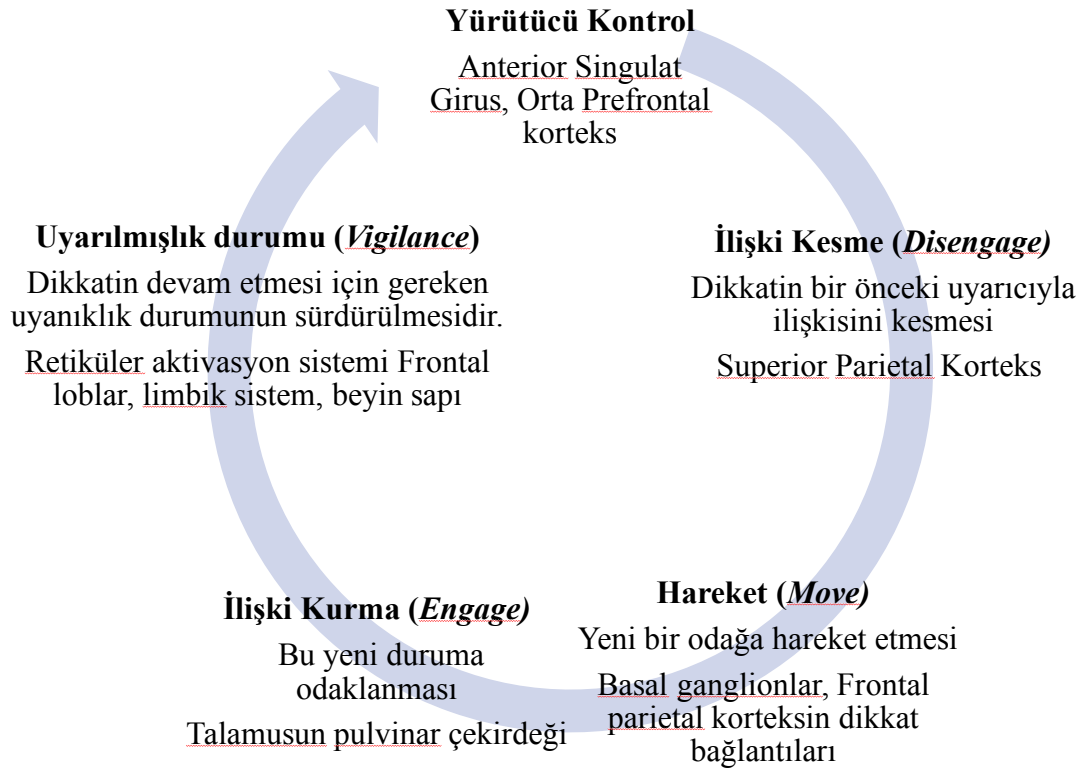 Yürütücü Kontrol
Anterior Singulat
Girus, Orta Prefrontal
korteks
İlişki Kesme (Disengage)
Dikkatin bir önceki uyarıcıyla
ilişkisini kesmesi
Superior Parietal Korteks
Hareket (Move)
Yeni bir odağa hareket etmesi
Basal ganglionlar, Frontal
parietal korteksin dikkat
bağlantıları
İlişki Kurma (Engage)
Bu yeni duruma
odaklanması
Talamusun pulvinar çekirdeği
Uyarılmışlık durumu (Vigilance)
Dikkatin devam etmesi için gereken
uyanıklık durumunun sürdürülmesidir.
Retiküler aktivasyon sistemi Frontal
loblar, limbik sistem, beyin sapı